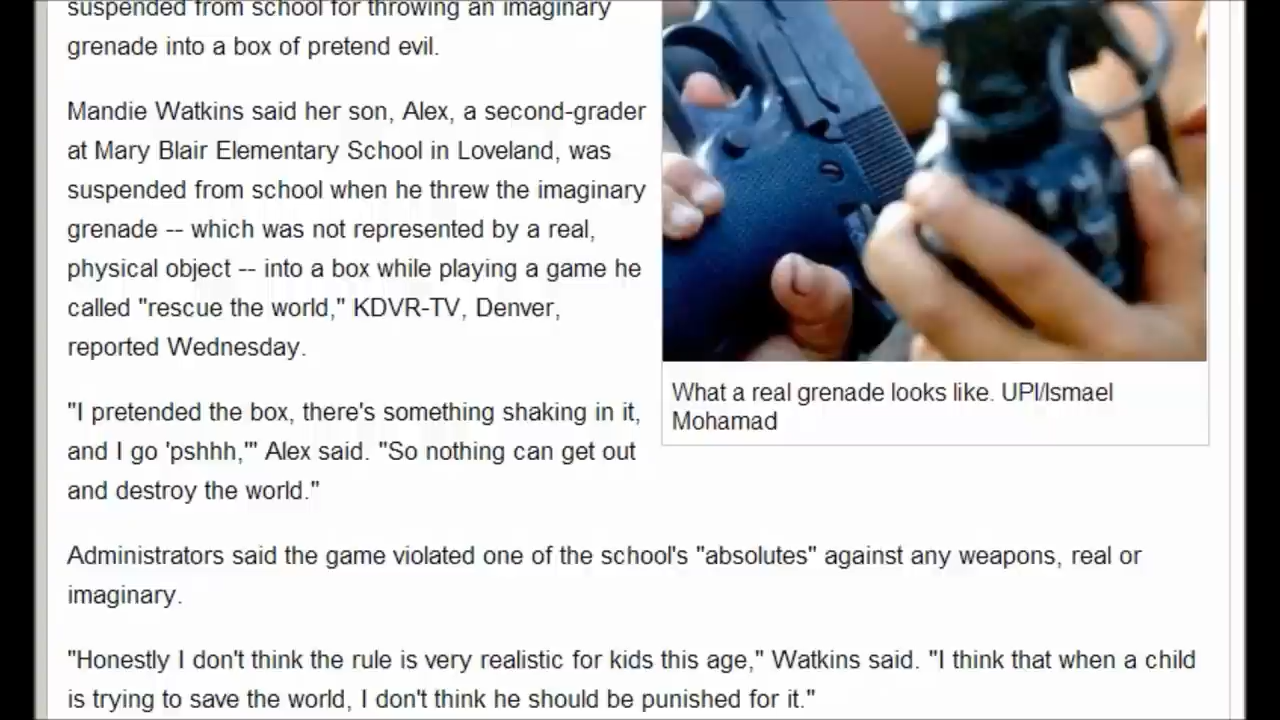 suspended from school for throwing an imaginary
grenade into a box of pretend evil.
Mandie Watkins said her son, Alex, a second-grader
at Mary Blair Elementary School in Loveland, was
suspended from school when he threw the imaginary
grenade -- which was not represented by a real,
physical object -- into a box while playing a game he
called "rescue the world," KDVR-TV, Denver,
reported Wednesday.
"I pretended the box, there's something shaking in it,
and I go 'pshhh,'" Alex said. "So nothing can get out
and destroy the world."
What a real grenade looks like. UPI/Ismael
Mohamad
Administrators said the game violated one of the school's "absolutes" against any weapons, real or
imaginary.
"Honestly I don't think the rule is very realistic for kids this age," Watkins said. "I think that when a child
is trying to save the world, I don't think he should be punished for it."